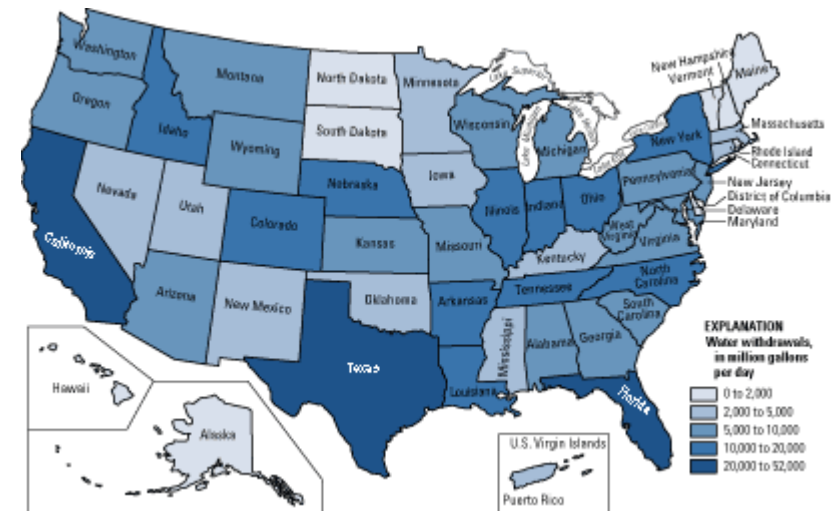 Washington
Montana
North Dakota
Minnesota
Lake Superior
New Hampshire
Vermont
Maine
Oregon
Idaho
South Dakota
Wisconsin
Lake Michigan
Michigan
New York
Massachusetts
Rhode Island
Connecticut
Wyoming
Iowa
Nebraska
Pennsylvania
New Jersey
District of Columbia
Delaware
Maryland
Nevada
Utah
Colorado
Illinois
Indiana
Ohio
California
Kansas
Missouri
West
Virginia
Virginia
Kentucky
Arizona
New Mexico
Oklahoma
Arkansas
Tennessee
North
Carolina
South
Carolina
Mississippi
Alabama
Georgia
Texas
Louisiana
Florida
EXPLANATION
Water withdrawals,
in million gallons
per day
0 to 2,000
2,000 to 5,000
5,000 to 10,000
10,000 to 20,000
20,000 to 52,000
Hawaii
Alaska
U.S. Virgin Islands
Puerto Rico